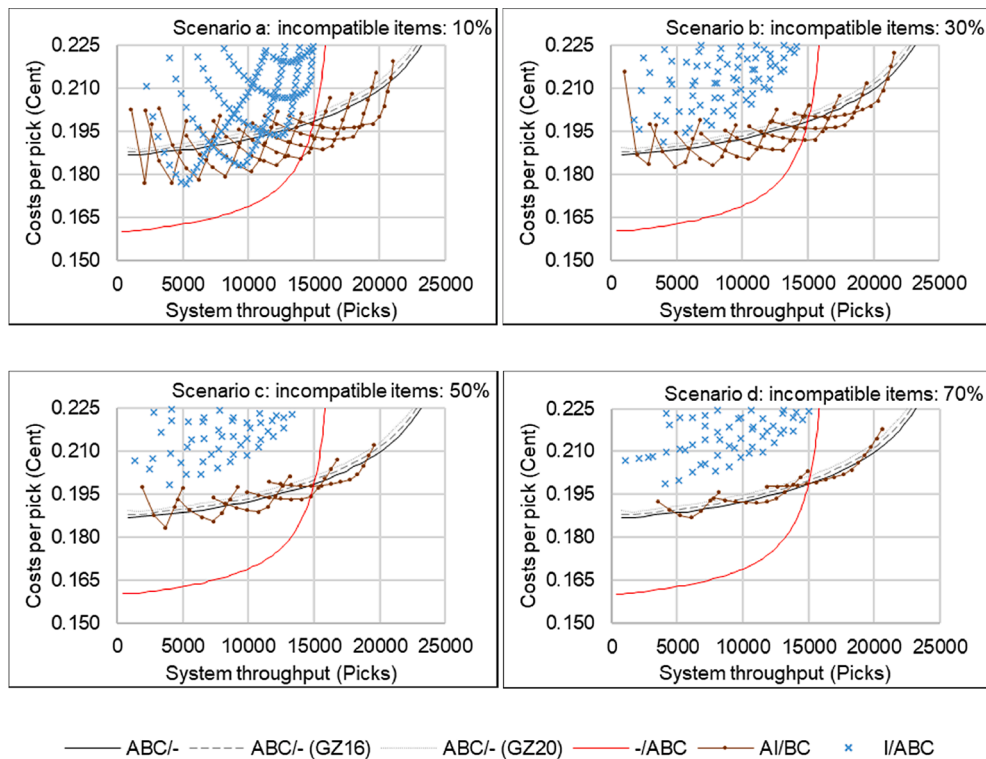 Scenario a: incompatible items: 10%
Costs per pick (Cent)
0.225
0.210
0.195
0.180
0.165
0.150
0 5000 10000 15000 20000 25000
System throughput (Picks)
Scenario b: incompatible items: 30%
Costs per pick (Cent)
0.225
0.210
0.195
0.180
0.165
0.150
0 5000 10000 15000 20000 25000
System throughput (Picks)
Scenario c: incompatible items: 50%
Costs per pick (Cent)
0.225
0.210
0.195
0.180
0.165
0.150
0 5000 10000 15000 20000 25000
System throughput (Picks)
Scenario d: incompatible items: 70%
Costs per pick (Cent)
0.225
0.210
0.195
0.180
0.165
0.150
0 5000 10000 15000 20000 25000
System throughput (Picks)
ABC/- ABC/- (GZ16) ABC/- (GZ20) -/ABC AI/BC I/ABC